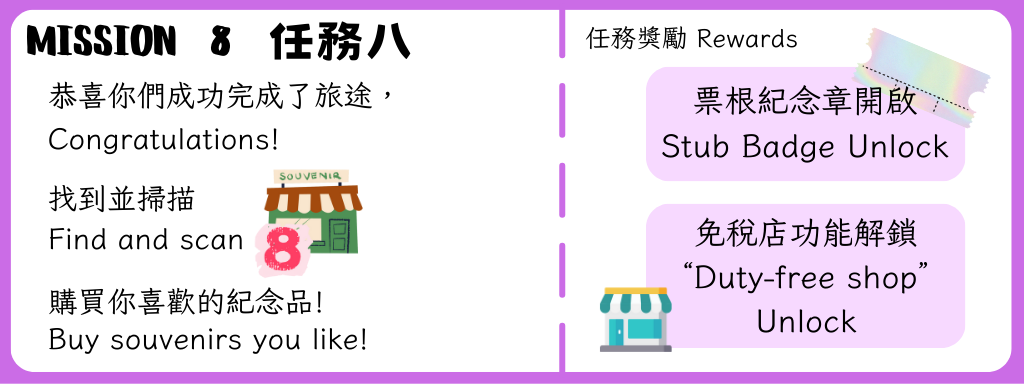 MISSION 8 任務八
恭喜你們成功完成了旅途，
Congratulations!
找到並掃描
SOUVENIR
Find and scan
8
購買你喜歡的紀念品!
Buy souvenirs you like!
任務獎勵 Rewards
票根紀念章開啟
Stub Badge Unlock
免稅店功能解鎖
“Duty-free shop”
Unlock